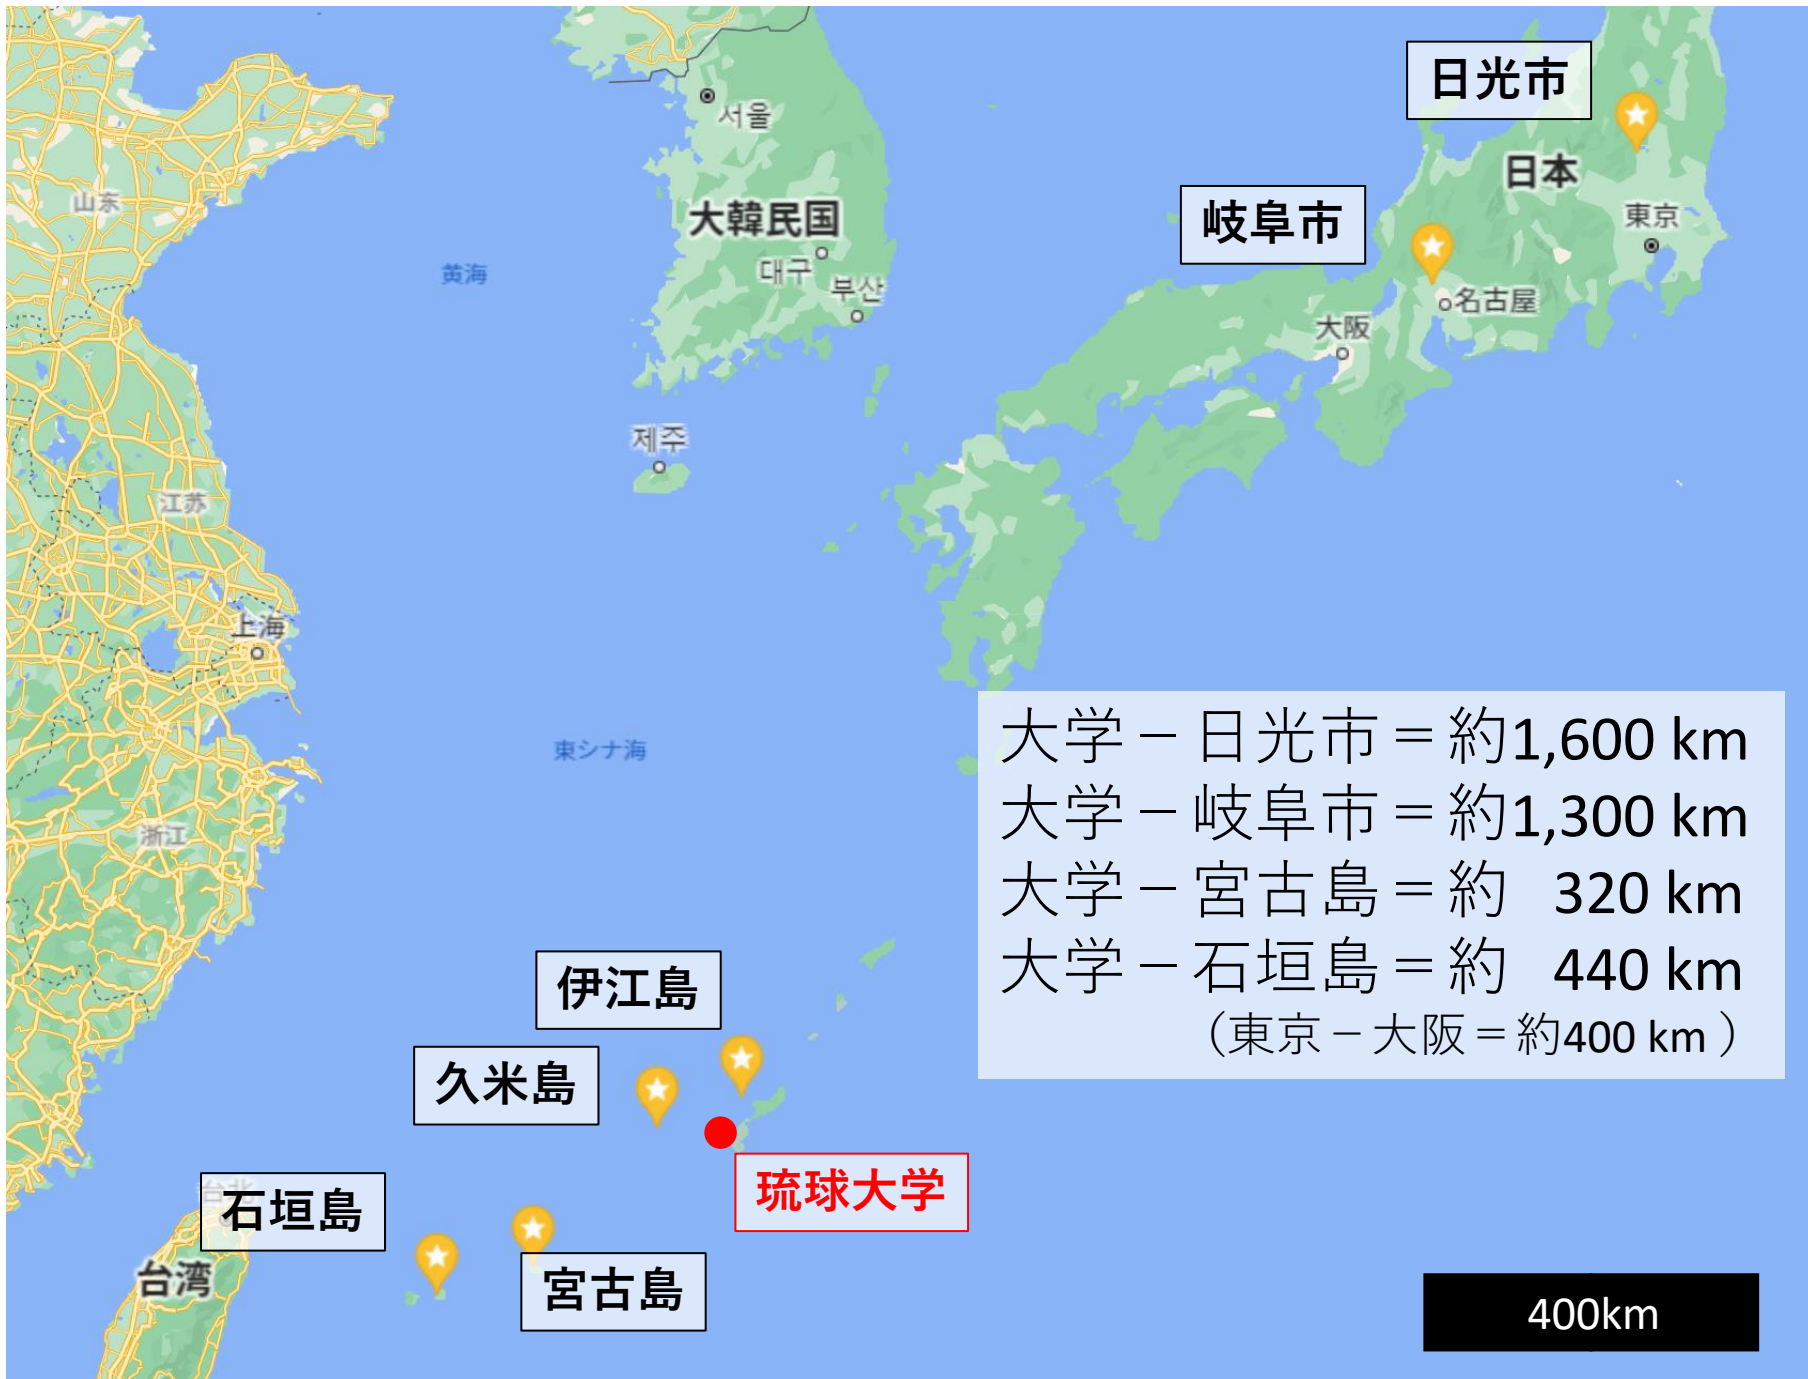 日光市
서울
日本
山东
岐阜市
大韓民国
東京
黄海
대구
부산
名古屋
大阪
제주
江苏
上海
大学－日光市＝約1,600 km
東シナ海
大学－岐阜市＝約1,300 km
浙江
大学－宮古島＝約 320 km
大学－石垣島＝約 440 km
伊江島
（東京－大阪＝約400 km）
久米島
琉球大学
台北
石垣島
台湾
宮古島
400km